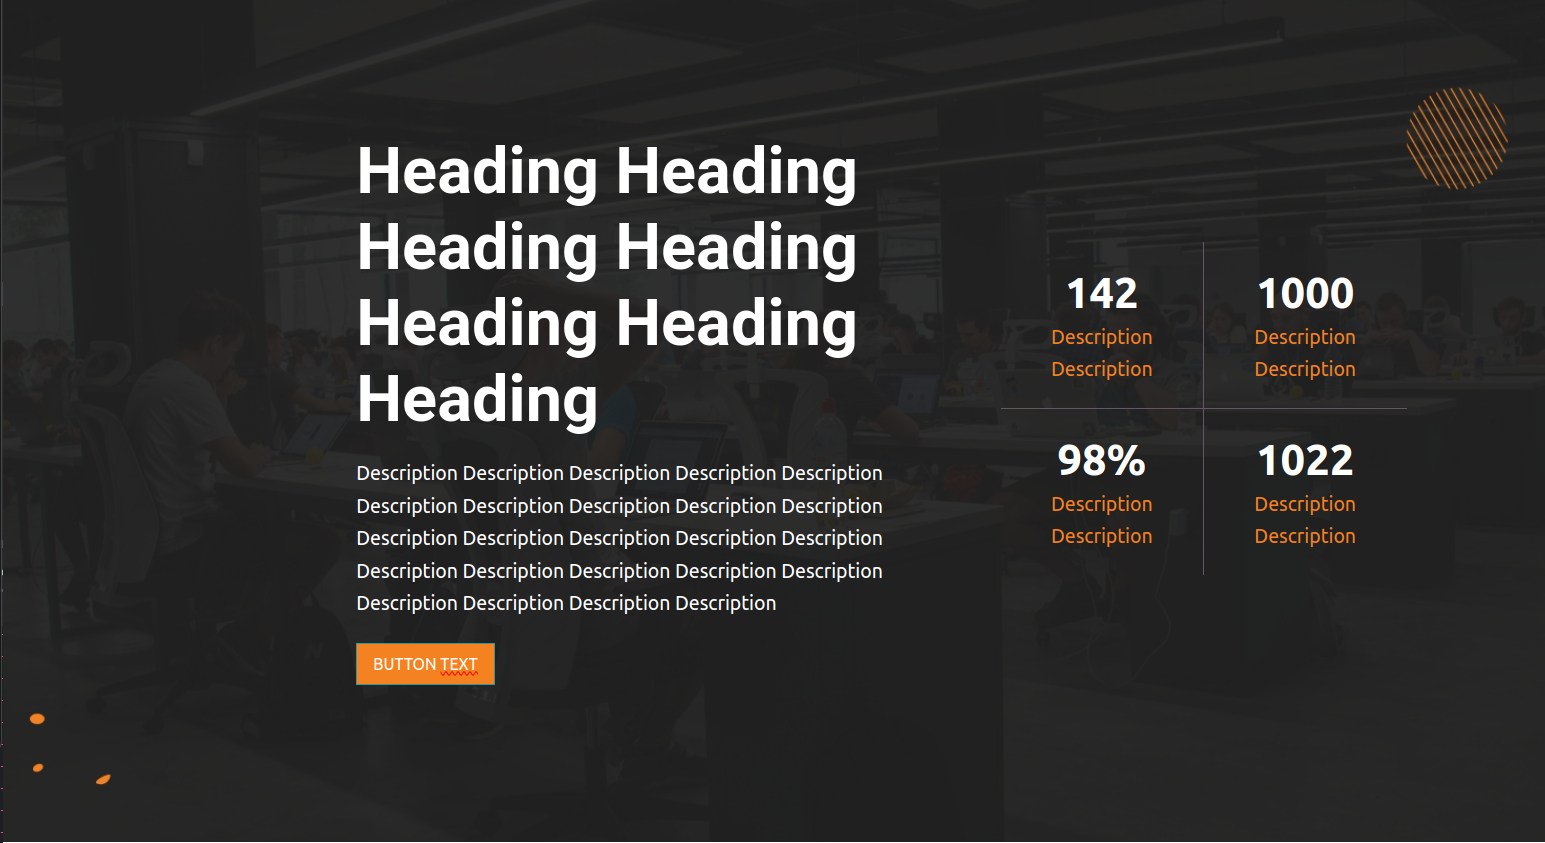 Heading Heading
Heading Heading
Heading Heading
Heading
Description Description Description Description Description
Description Description Description Description Description
Description Description Description Description Description
Description Description Description Description Description
Description Description Description Description
BUTTON TEXT
142
Description
Description
1000
Description
Description
98%
Description
Description
1022
Description
Description